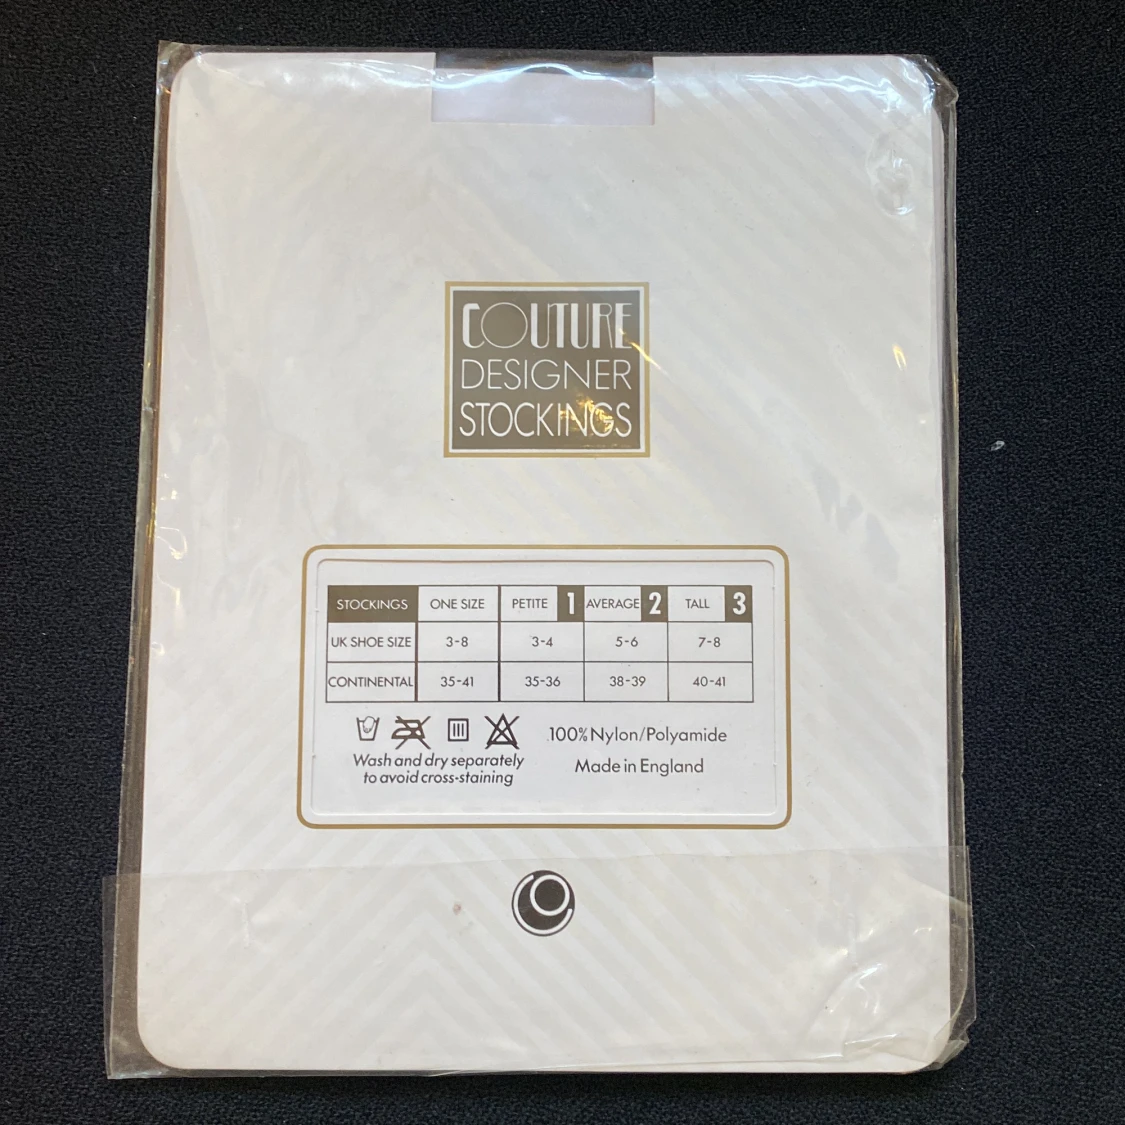 COUTURE
DESIGNER
STOCKINGS
STOCKINGS ONE SIZE PETITE 1 AVERAGE 2 TALL 3
UK SHOE SIZE 3-8 3-4 5-6 7-8
CONTINENTAL 35-41 35-36 38-39 40-41
100% Nylon/Polyamide
Wash and dry separately
to avoid cross-staining
Made in England